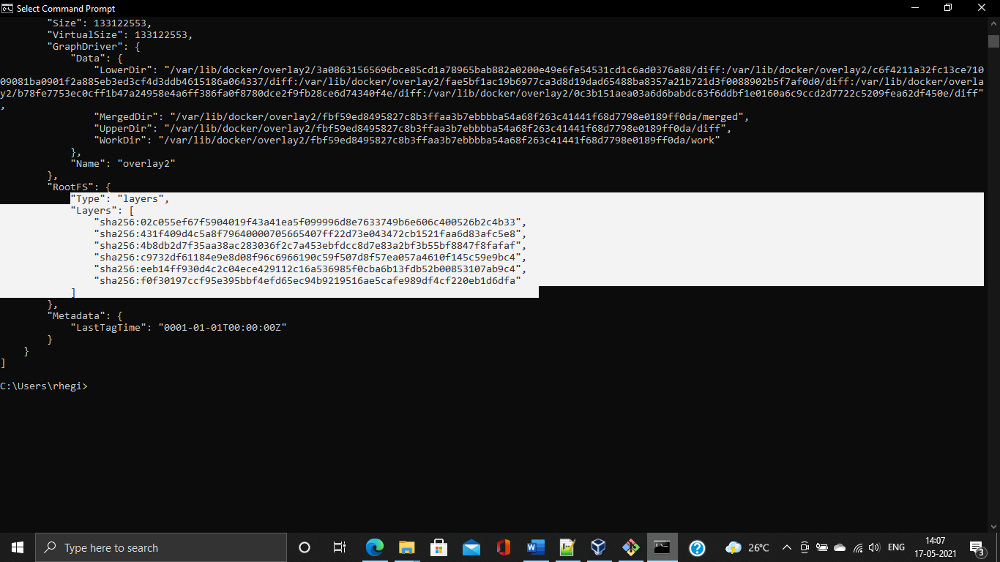 Select Command Prompt
"Size": 133122553,
"VirtualSize": 133122553,
"GraphDriver": {
"Data": {
"LowerDir": "/var/lib/docker/overlay2/3a08631565696bce85cd1a78965bab882a0200e49e6fe54531cd1c6ad0376a88/diff:/var/lib/docker/overlay2/c6f4211a32fc13ce710
09081ba0901f2a885eb3ed3cf4d3ddb4615186a064337/diff:/var/lib/docker/overlay2/fae5bf1ac19b6977ca3d8d19dad65488ba8357a21b721d3f0088902b5f7af0d0/diff:/var/lib/docker/overla
y2/b78fe7753ec0cff1b47a24958e4a6ff386fa0f8780dce2f9fb28ce6d74340f4e/diff:/var/lib/docker/overlay2/0c3b151aea03a6d6babdc63f6ddbf1e0160a6c9ccd2d7722c5209fea62df450e/diff"
,
"MergedDir": "/var/lib/docker/overlay2/fbf59ed8495827c8b3ffaa3b7ebbbba54a68f263c41441f68d7798e0189ff0da/merged",
"UpperDir": "/var/lib/docker/overlay2/fbf59ed8495827c8b3ffaa3b7ebbbba54a68f263c41441f68d7798e0189ff0da/diff",
"WorkDir": "/var/lib/docker/overlay2/fbf59ed8495827c8b3ffaa3b7ebbbba54a68f263c41441f68d7798e0189ff0da/work"
},
"Name": "overlay2"
},
"RootFS": {
"Type": "layers",
"Layers": [
"sha256:02c055ef67f5904019f43a41ea5f099996d8e7633749b6e606c400526b2c4b33",
"sha256:431f409d4c5a8f79640000705665407ff22d73e043472cb1521faa6d83afc5e8",
"sha256:4b8db2d7f35aa38ac283036f2c7a453ebfdcc8d7e83a2bf3b55bf8847f8fafaf",
"sha256:c9732df61184e9e8d08f96c6966190c59f507d8f57ea057a4610f145c59e9bc4",
"sha256:eeb14ff930d4c2c04ece429112c16a536985f0cba6b13fdb52b00853107ab9c4",
"sha256:f0f30197ccf95e395bbf4efd65ec94b9219516ae5cafe989df4cf220eb1d6dfa"
]
},
"Metadata": {
"LastTagTime": "0001-01-01T00:00:00Z"
}
}
]
C:\Users\rhegi>
Type here to search
26°C
ENG
14:07
17-05-2021
3